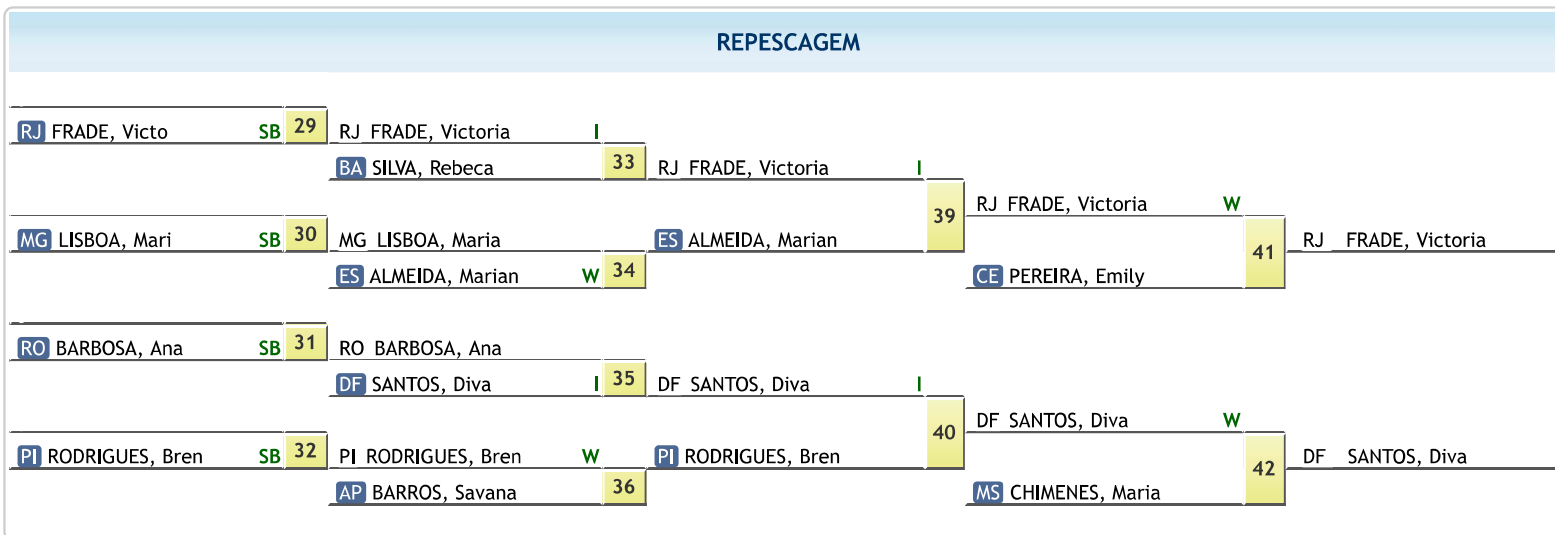 REPESCAGEM
RJ FRADE, Victo SB 29 RJ FRADE, Victoria I
BA SILVA, Rebeca 33 RJ FRADE, Victoria I
39 RJ FRADE, Victoria W
MG LISBOA, Mari SB 30 MG LISBOA, Maria ES ALMEIDA, Marian 41 RJ FRADE, Victoria
ES ALMEIDA, Marian W 34 CE PEREIRA, Emily
RO BARBOSA, Ana SB 31 RO BARBOSA, Ana
DF SANTOS, Diva I 35 DF SANTOS, Diva I
40 DF SANTOS, Diva W
PI RODRIGUES, Bren SB 32 PI RODRIGUES, Bren W PI RODRIGUES, Bren 42 DF SANTOS, Diva
AP BARROS, Savana 36 MS CHIMENES, Maria